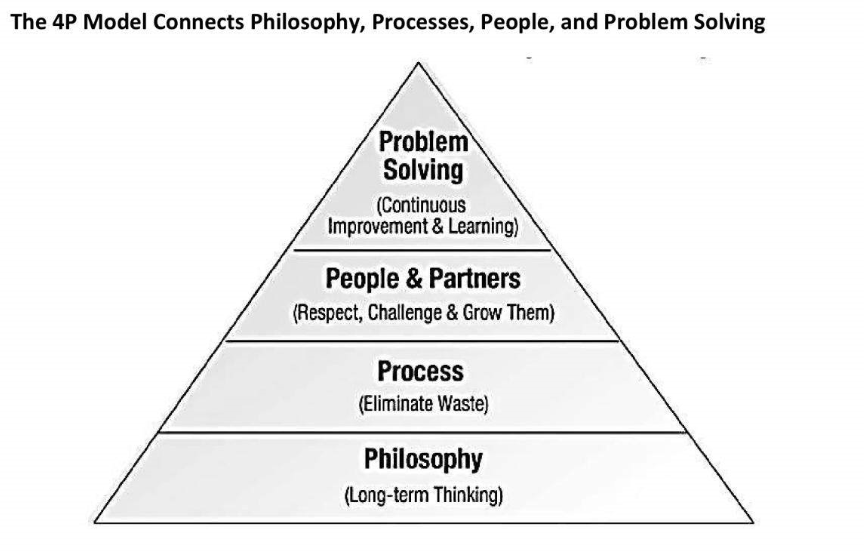 The 4P Model Connects Philosophy, Processes, People, and Problem Solving
Problem
Solving
(Continuous
Improvement & Learning)
People & Partners
(Respect, Challenge & Grow Them)
Process
(Eliminate Waste)
Philosophy
(Long-term Thinking)